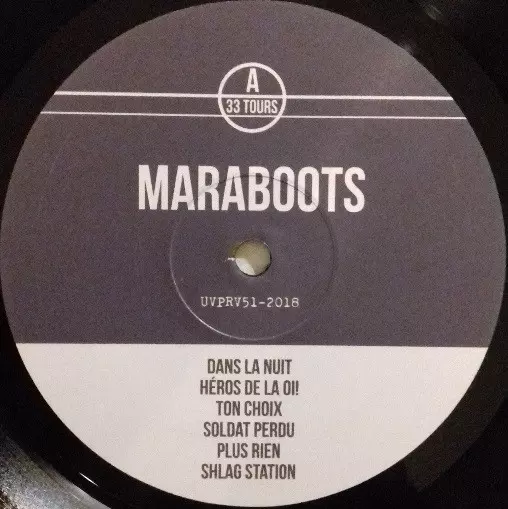 A
33 TOURS
MARABOOTS
UVPRV51-2018
DANS LA NUIT
HÉROS DE LA OI!
TON CHOIX
SOLDAT PERDU
PLUS RIEN
SHLAG STATION